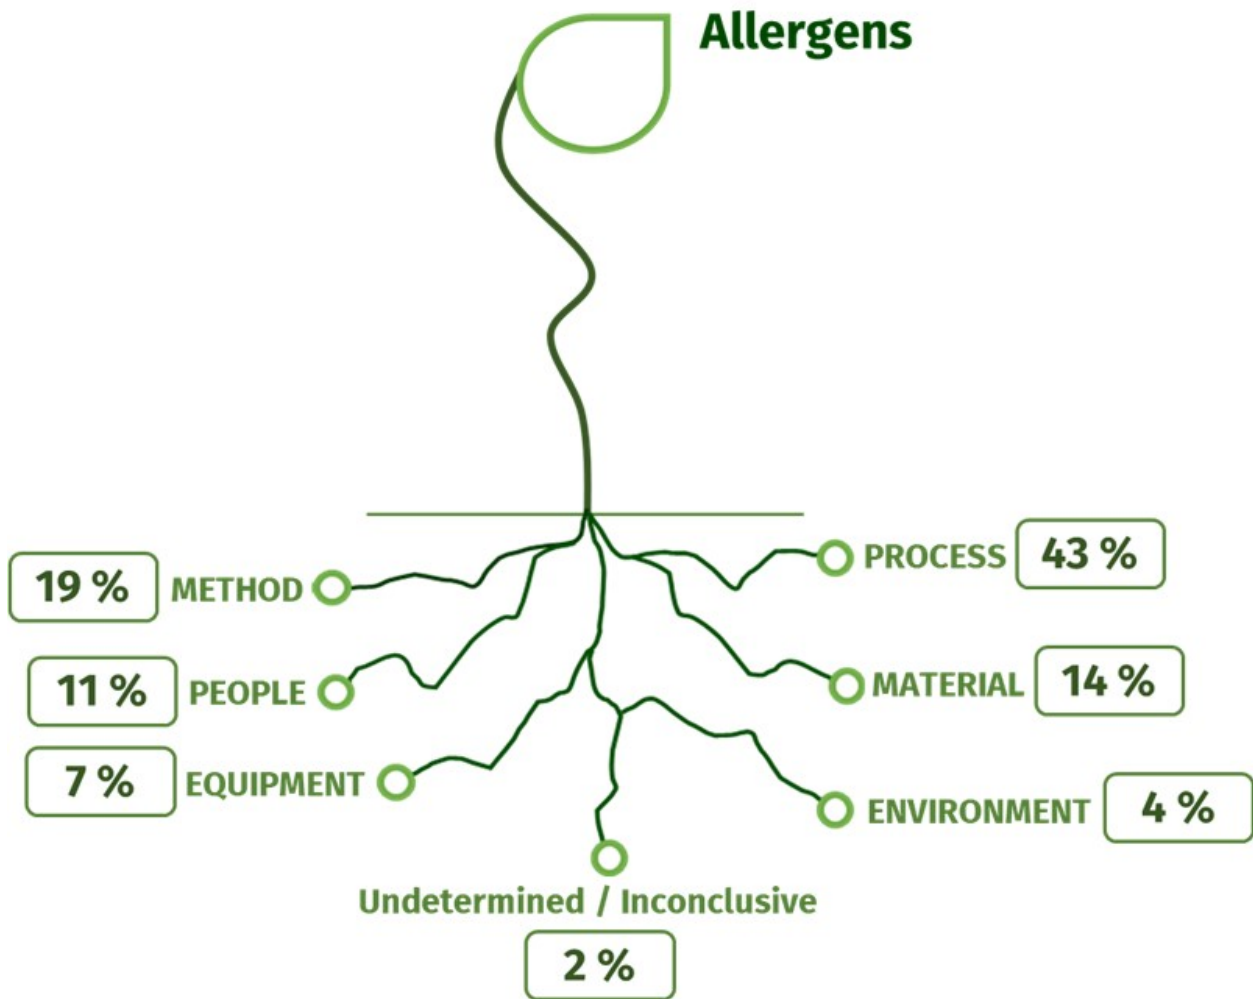 Allergens
PROCESS 43 %
19 % METHOD
MATERIAL 14 %
11 % PEOPLE
7 % EQUIPMENT
ENVIRONMENT 4 %
Undetermined / Inconclusive
2 %